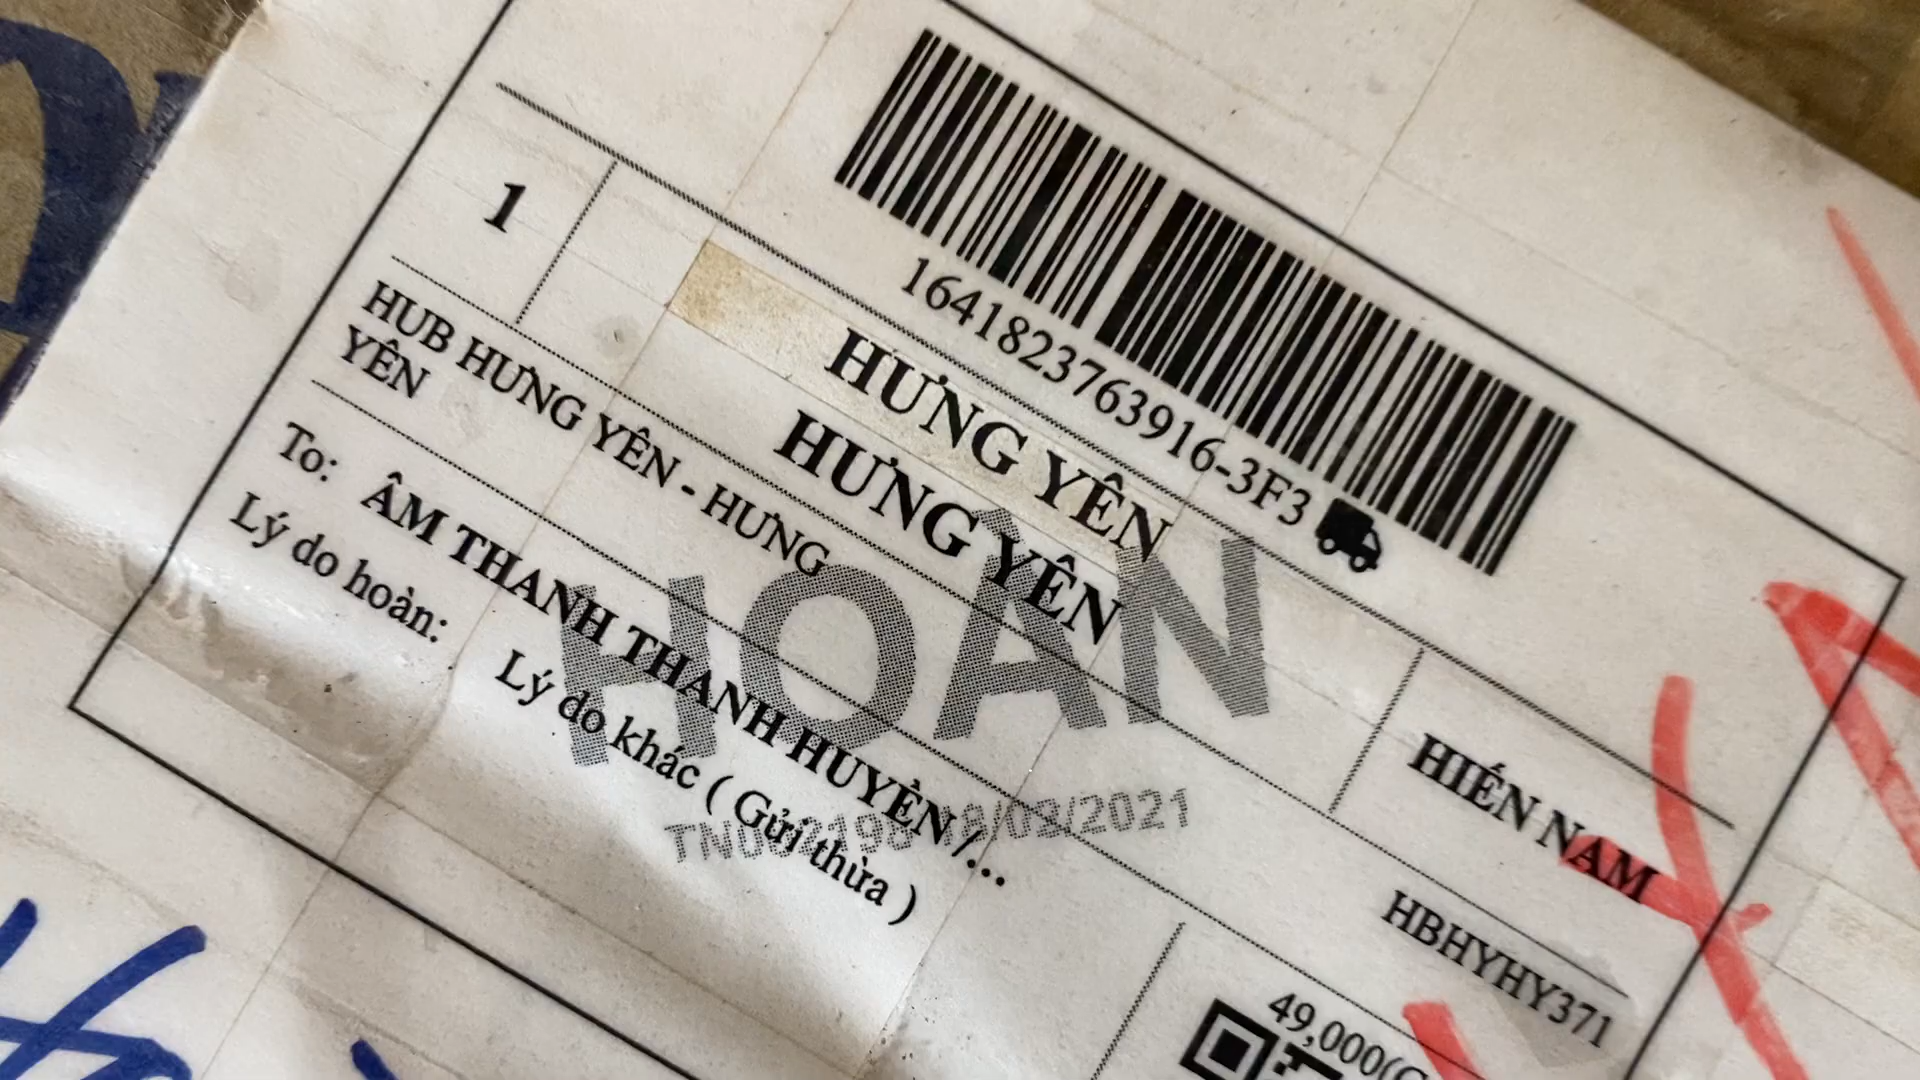 1641823763916-3F3
1
HƯNG YÊN
HƯNG YÊN
HIẾN NAM
HUB HƯNG YÊN - HƯNG
YÊN
HBHYHY371
To: ÂM THANH THANH HUYỀN /...
Lý do hoàn: Lý do khác ( Gửi thừa )
HOÀN
/02/2021
49,000(